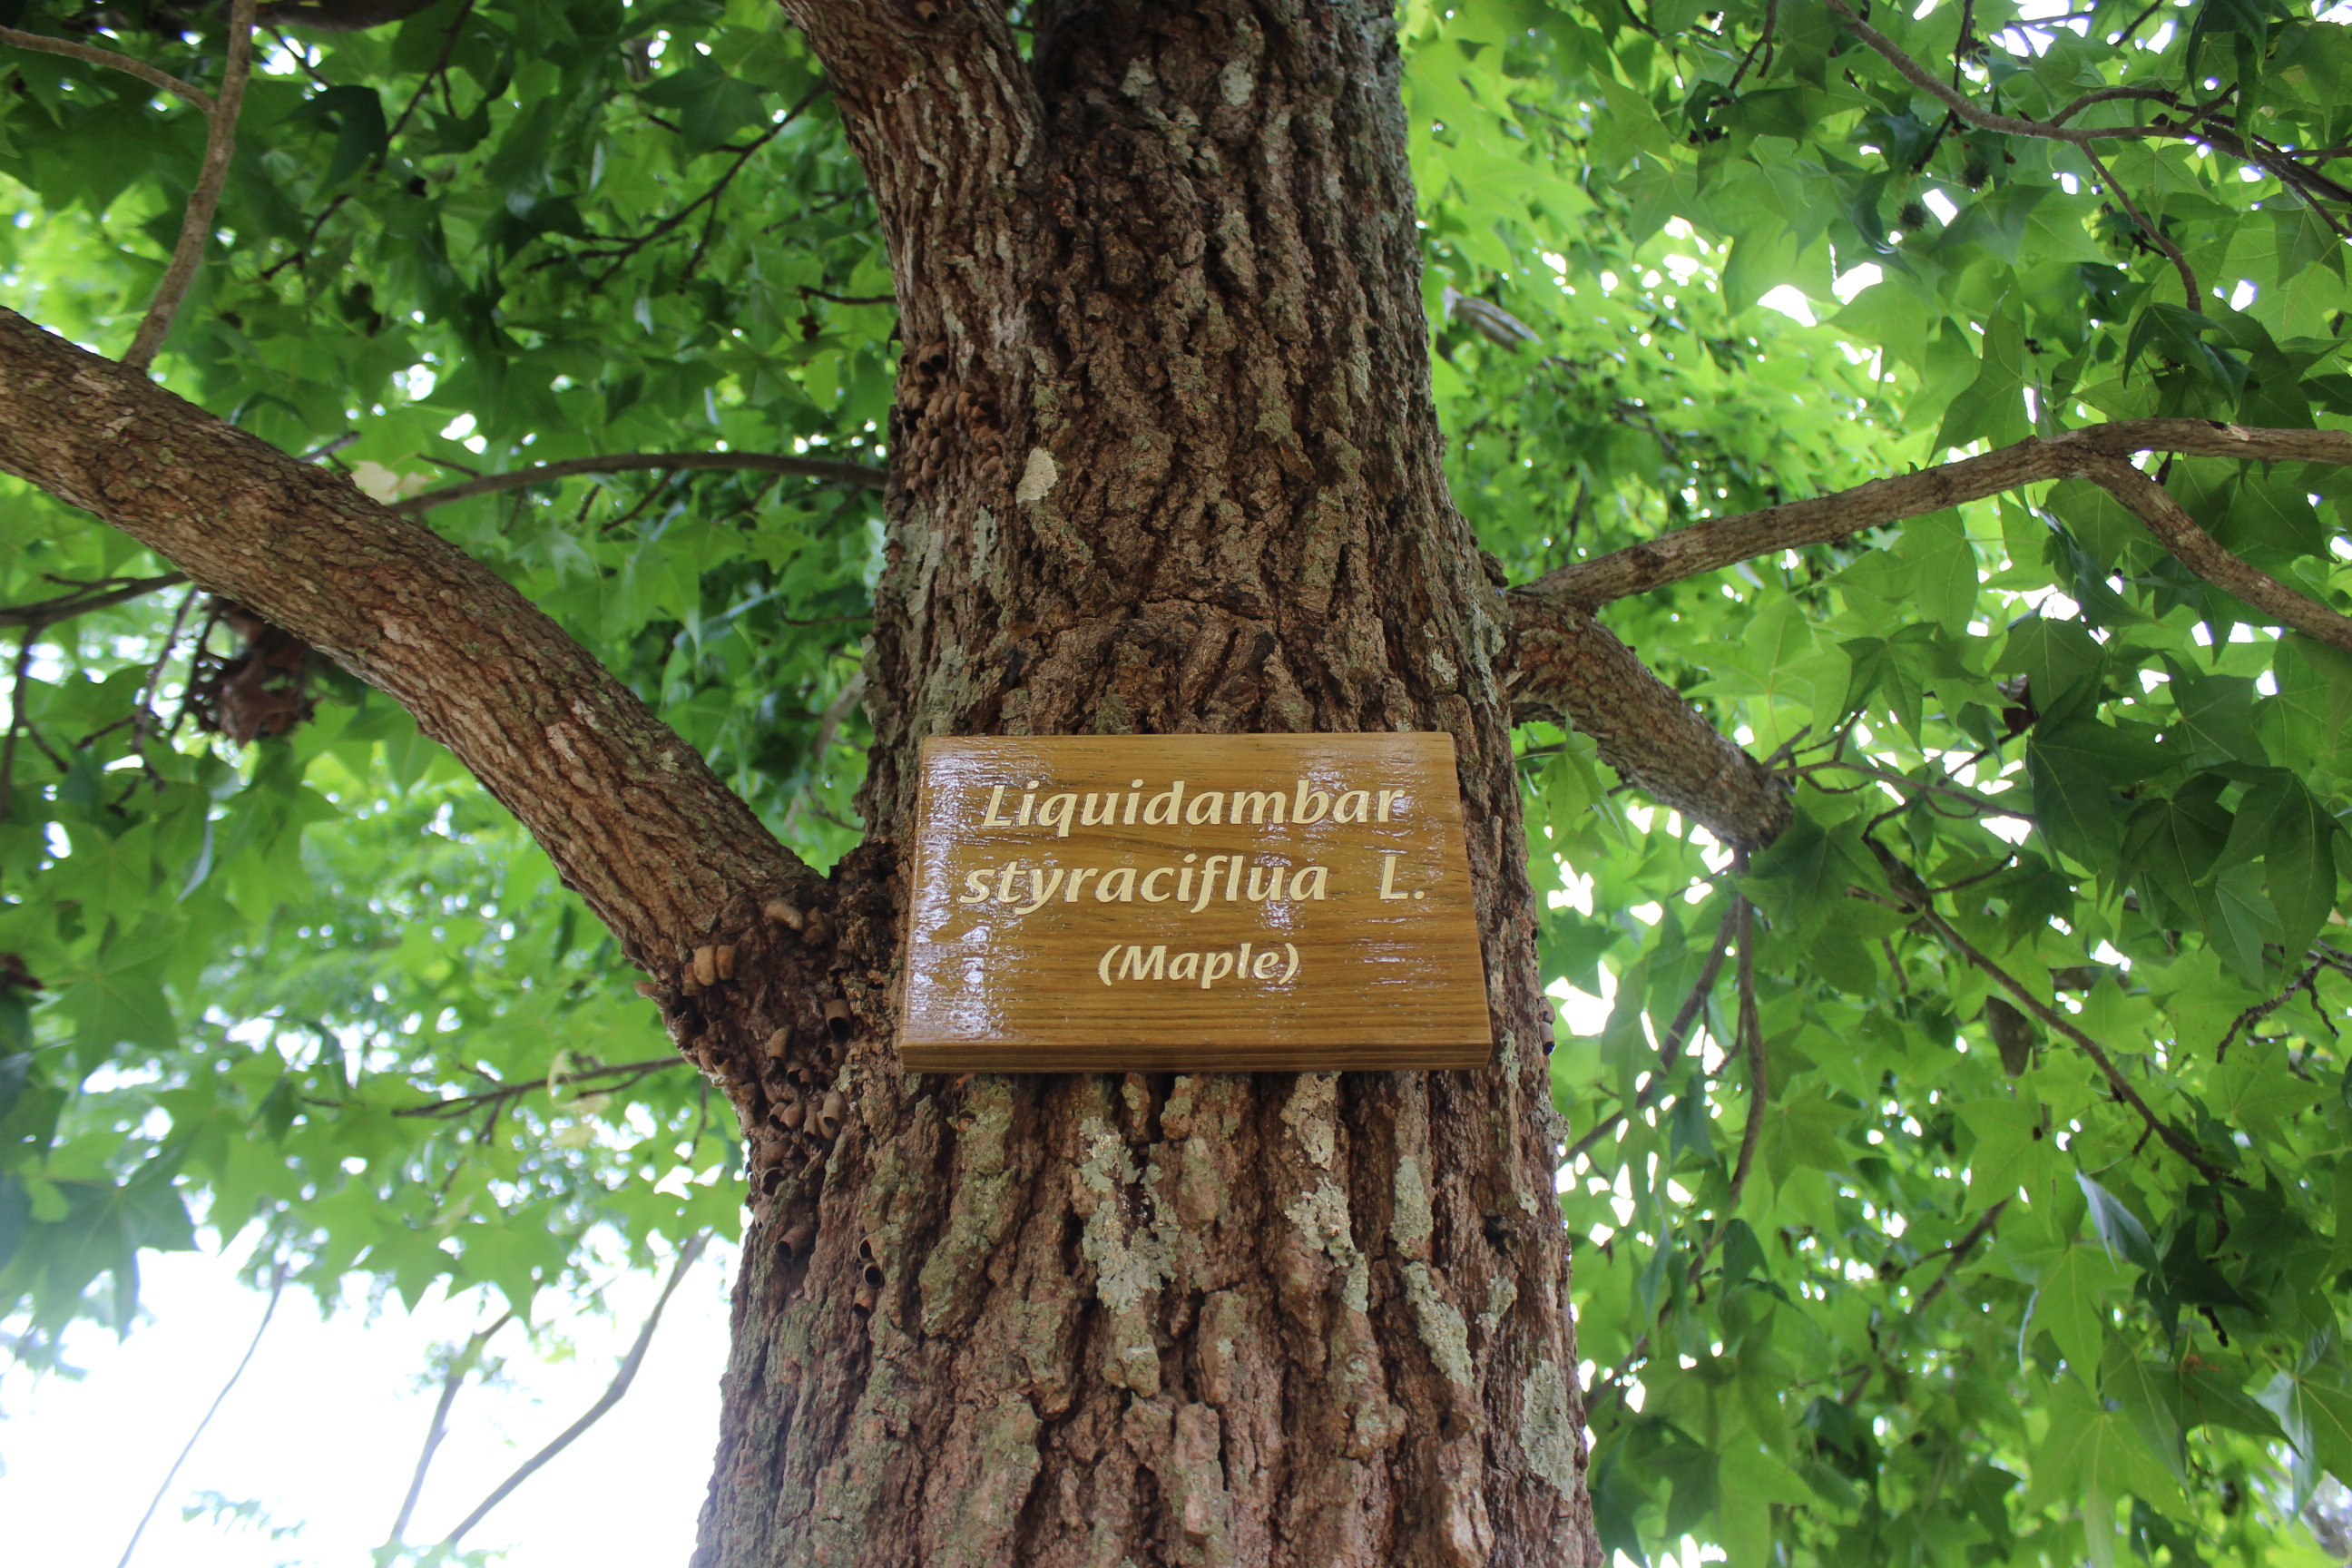 Liquidambar
styraciflua L.
(Maple)